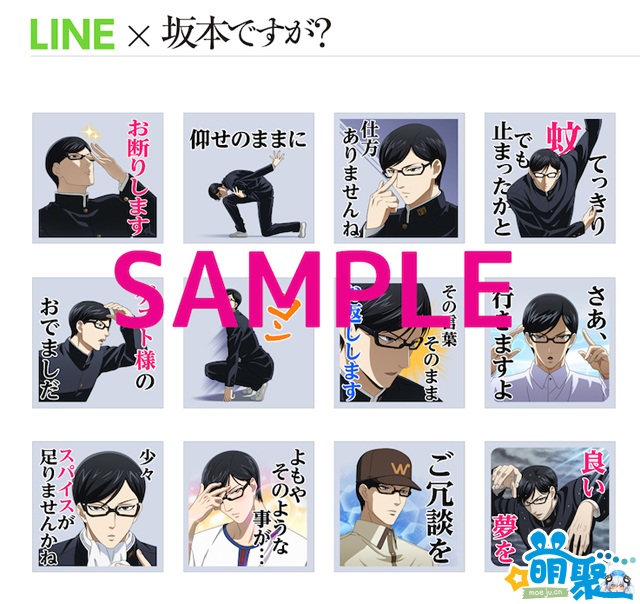 LINE × 坂本ですが?
お断りします
仰せのままに
仕方
ありませんね
てっきり
蚊
でも
止まったかと
SAMPLE
ト様の
おでましだ
その言葉
そのまま
返しします
さあ、
行きますよ
少々
スパイスが
足りませんかね
よもや
そのような
事が…
W
ご冗談を
良い
夢を
萌聚
moeju.cn